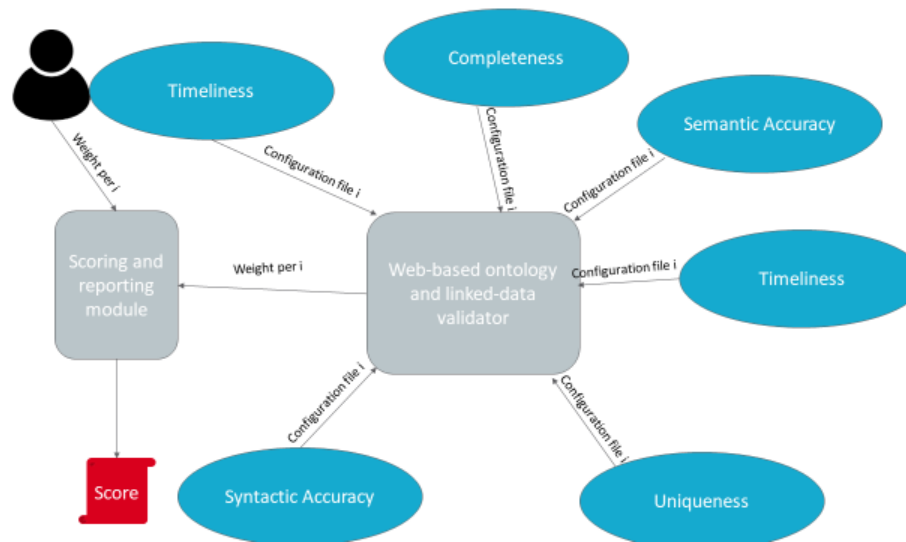 Completeness
Timeliness
Semantic Accuracy
Weight per i
Configuration file i
Configuration file i
Configuration file i
Scoring and
reporting
module
Weight per i
Web-based ontology
and linked-data
validator
Configuration file i
Timeliness
Configuration file i
Configuration file i
Score
Syntactic Accuracy
Uniqueness